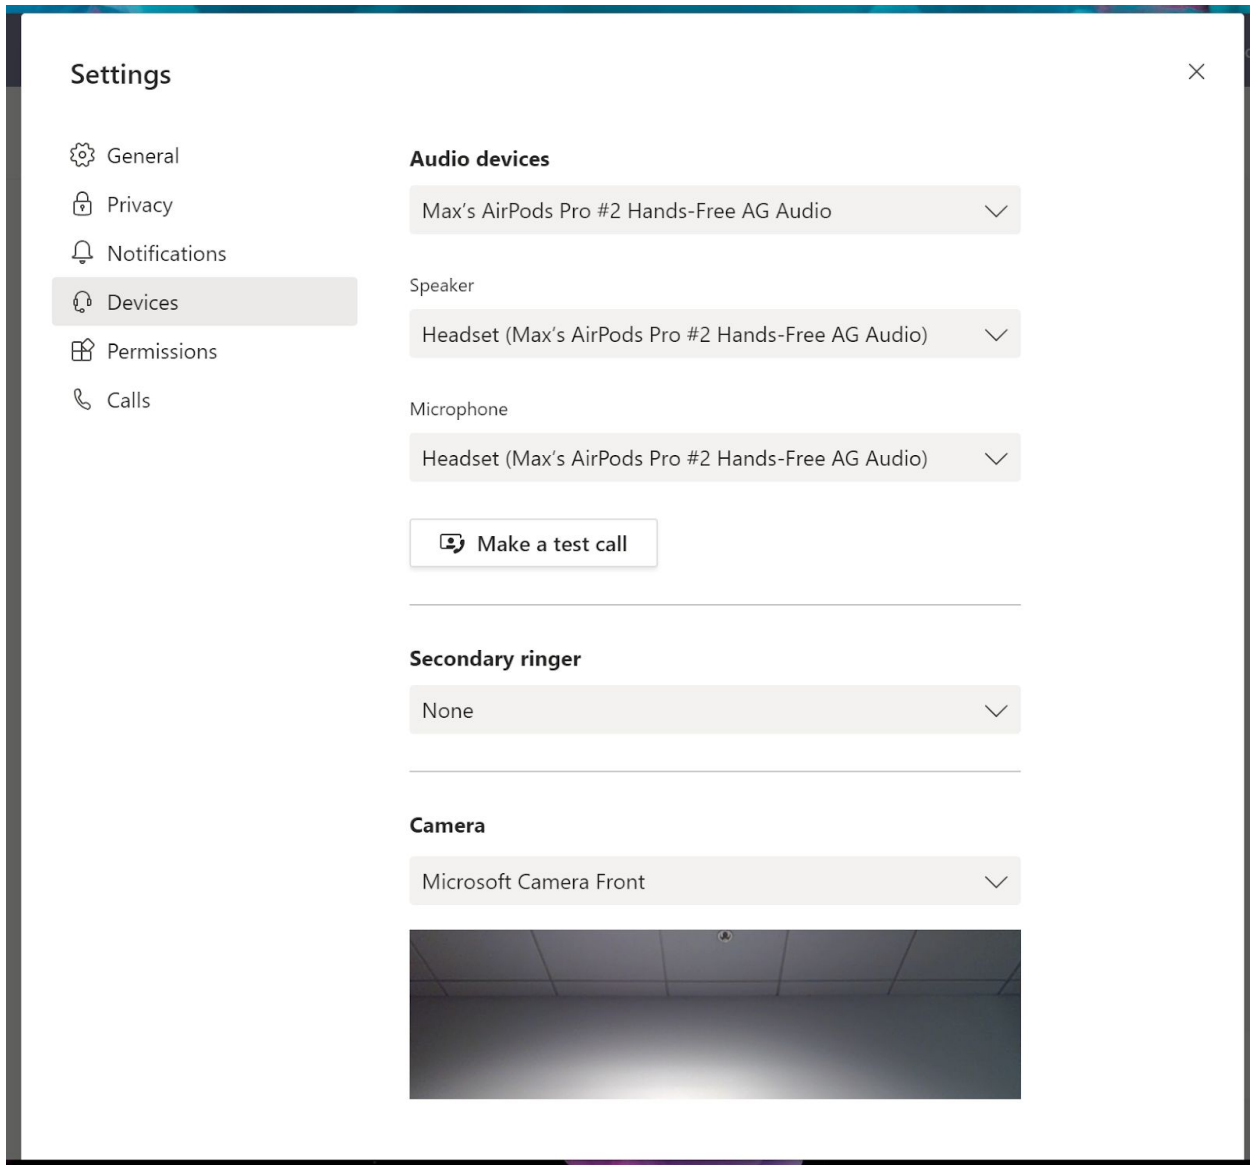 Settings
General
Privacy
Notifications
Devices
Permissions
Calls
Audio devices
Max’s AirPods Pro #2 Hands-Free AG Audio
Speaker
Headset (Max’s AirPods Pro #2 Hands-Free AG Audio)
Microphone
Headset (Max’s AirPods Pro #2 Hands-Free AG Audio)
Make a test call
Secondary ringer
None
Camera
Microsoft Camera Front